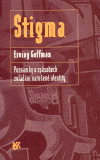 Stigma
Erving Goffman
Poznámky o způsobech
zvládání narušené identity